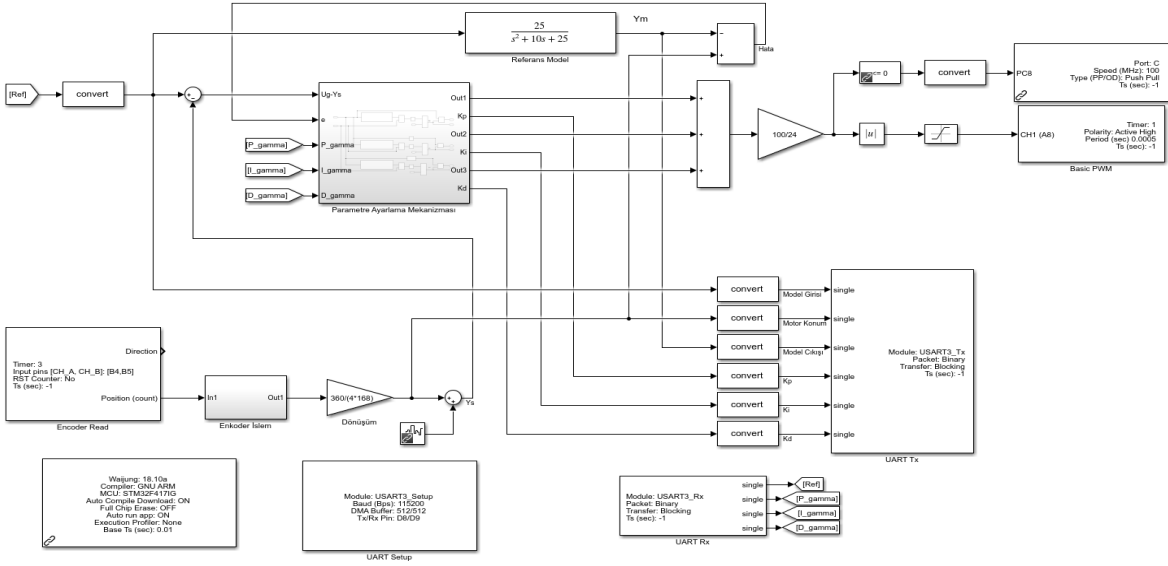 25
s² + 10s + 25
Referans Model
Ym
−
+
Hata
[Ref]
convert
+
−
Ug-Ys
e
[P_gamma]
P_gamma
[I_gamma]
I_gamma
[D_gamma]
D_gamma
Out1
Kp
Out2
Ki
Out3
Kd
Parametre Ayarlama Mekanizması
+
+
+
100/24
<= 0
convert
PC8
Port: C
Speed (MHz): 100
Type (PP/OD): Push Pull
Ts (sec): -1
|u|
CH1 (A8)
Timer: 1
Polarity: Active High
Period (sec) 0.0005
Ts (sec): -1
Basic PWM
convert
Model Girisi
single
convert
Motor Konum
single
convert
Model Cıkışı
single
convert
Kp
single
convert
Ki
single
convert
Kd
single
Module: USART3_Tx
Packet: Binary
Transfer: Blocking
Ts (sec): -1
UART Tx
Direction
Timer: 3
Input pins [CH_A, CH_B]: [B4,B5]
RST Counter: No
Ts (sec): -1
Position (count)
Encoder Read
In1
Out1
Enkoder İslem
360/(4*168)
Dönüşüm
+
+
Ys
Waijung: 18.10a
Compiler: GNU ARM
MCU: STM32F417IG
Auto Compile Download: ON
Full Chip Erase: OFF
Auto run app: ON
Execution Profiler: None
Base Ts (sec): 0.01
Module: USART3_Setup
Baud (Bps): 115200
DMA Buffer: 512/512
Tx/Rx Pin: D8/D9
UART Setup
Module: USART3_Rx
Packet: Binary
Transfer: Blocking
Ts (sec): -1
single
[Ref]
single
[P_gamma]
single
[I_gamma]
single
[D_gamma]
UART Rx